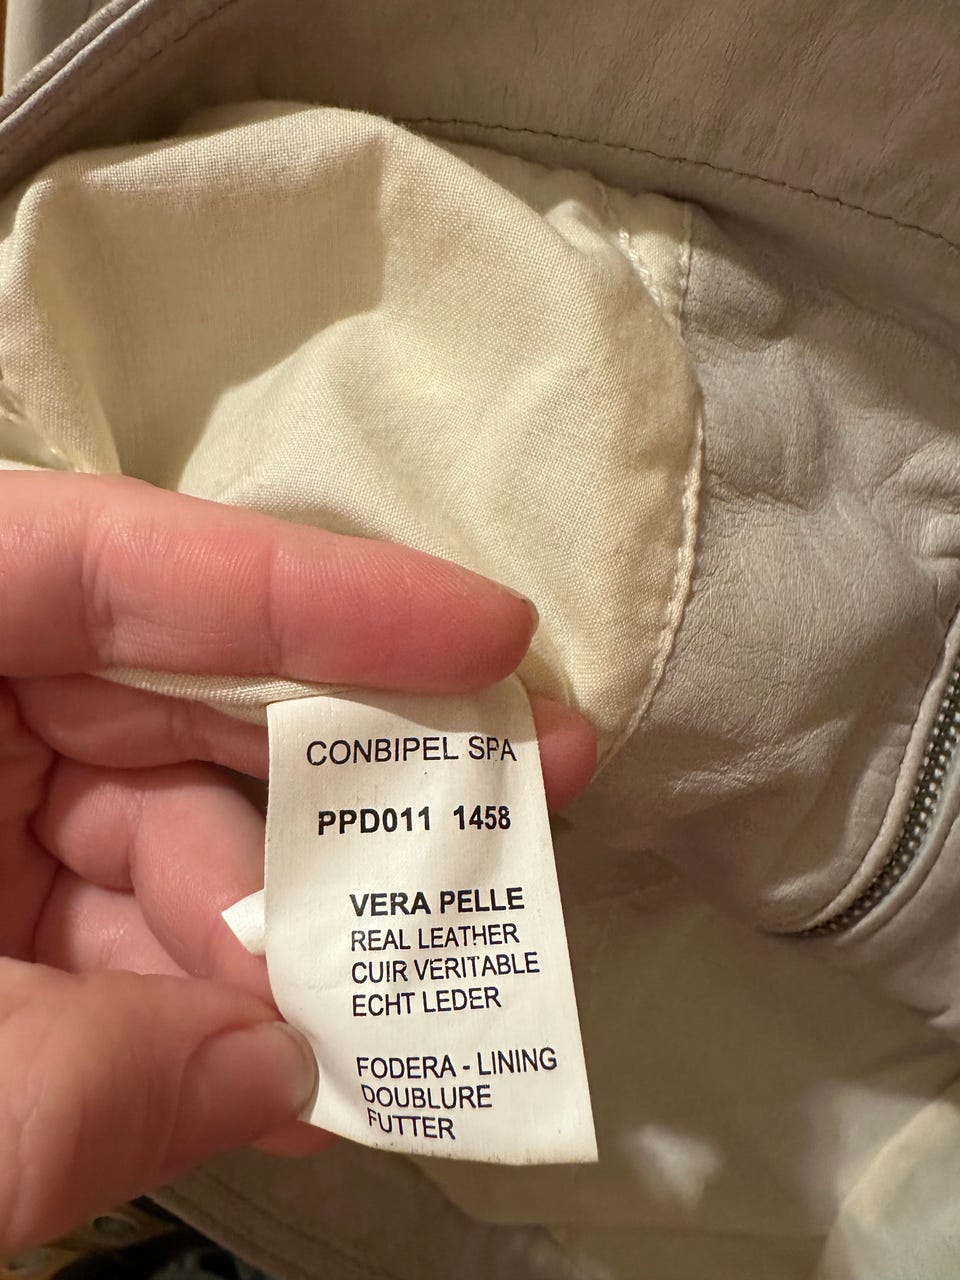 CONBIPEL SPA
PPD011 1458
VERA PELLE
REAL LEATHER
CUIR VERITABLE
ECHT LEDER
FODERA - LINING
DOUBLURE
FUTTER